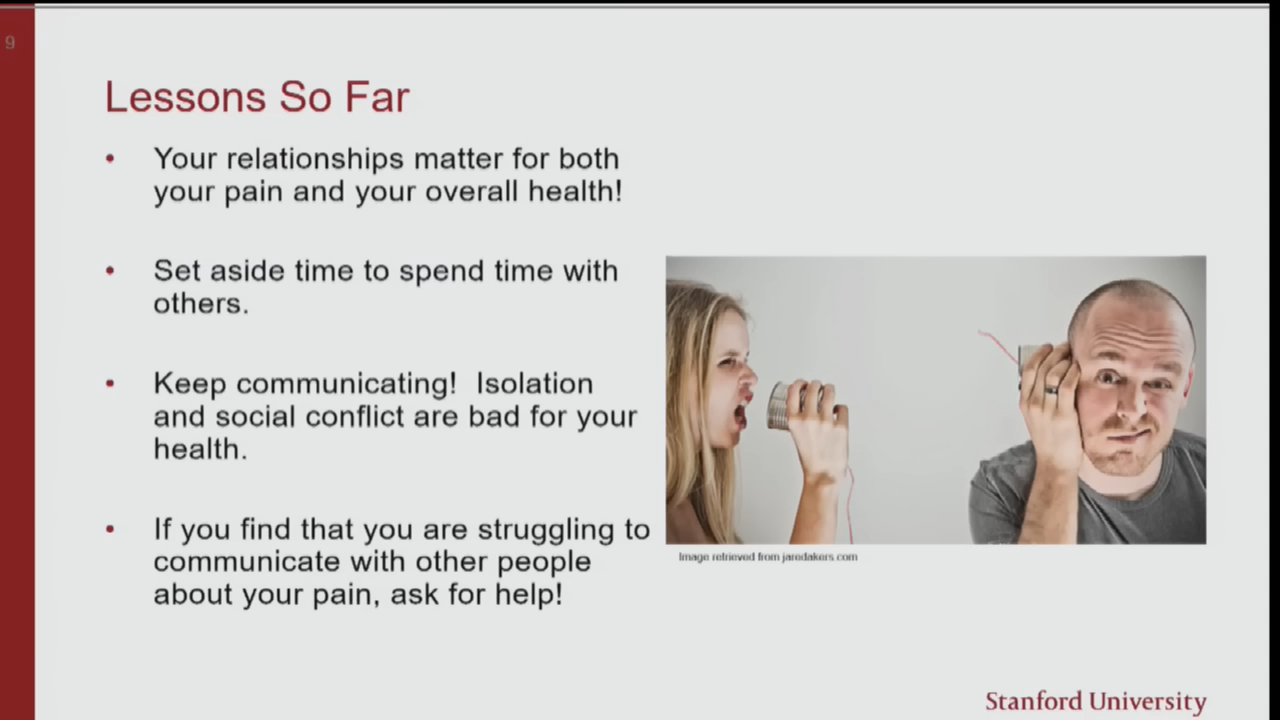 9
Lessons So Far
• Your relationships matter for both
your pain and your overall health!
• Set aside time to spend time with
others.
• Keep communicating!  Isolation
and social conflict are bad for your
health.
• If you find that you are struggling to
communicate with other people
about your pain, ask for help!
Image retrieved from jaredakers.com
Stanford University